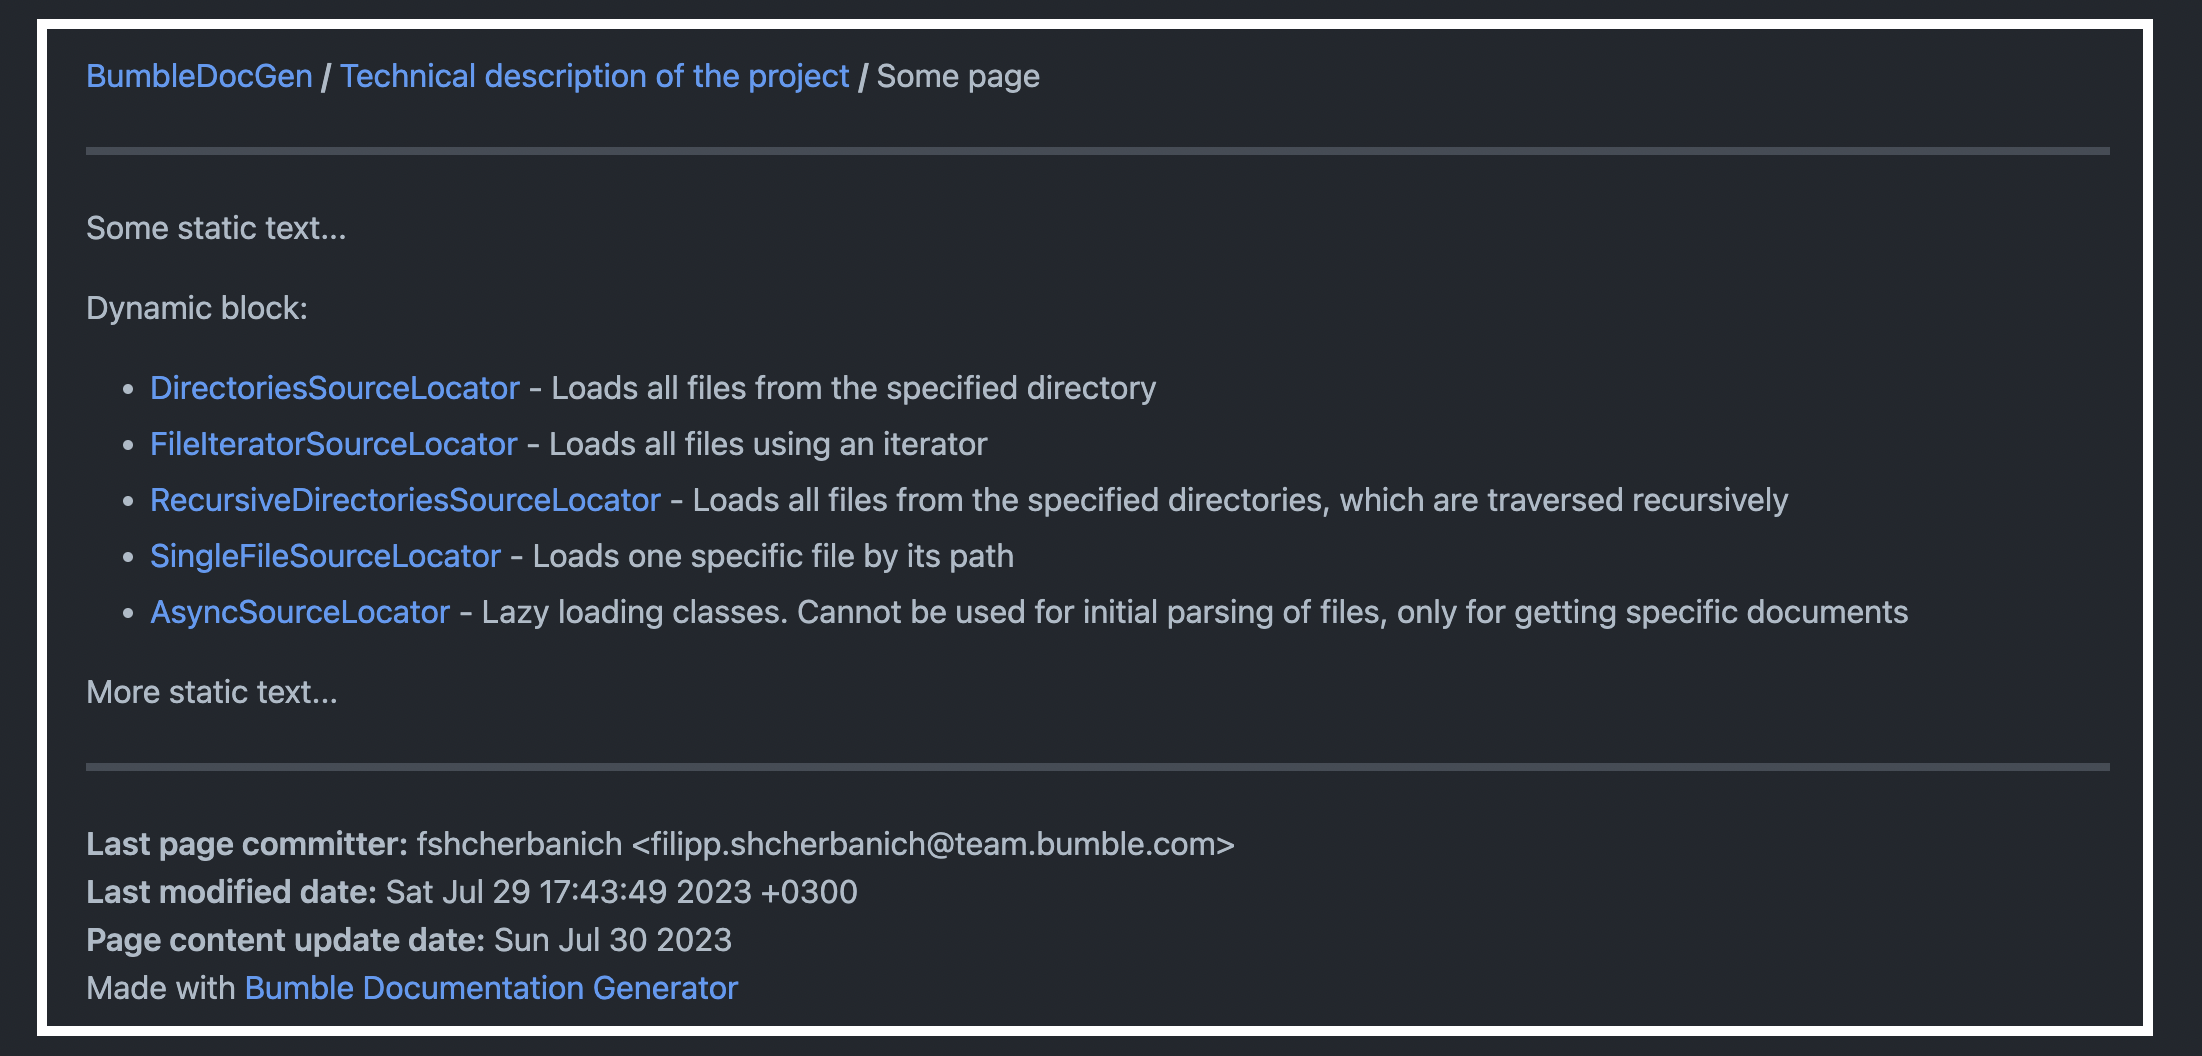 BumbleDocGen / Technical description of the project / Some page
Some static text...
Dynamic block:
• DirectoriesSourceLocator - Loads all files from the specified directory
• FileIteratorSourceLocator - Loads all files using an iterator
• RecursiveDirectoriesSourceLocator - Loads all files from the specified directories, which are traversed recursively
• SingleFileSourceLocator - Loads one specific file by its path
• AsyncSourceLocator - Lazy loading classes. Cannot be used for initial parsing of files, only for getting specific documents
More static text...
Last page committer: fshcherbanich <filipp.shcherbanich@team.bumble.com>
Last modified date: Sat Jul 29 17:43:49 2023 +0300
Page content update date: Sun Jul 30 2023
Made with Bumble Documentation Generator